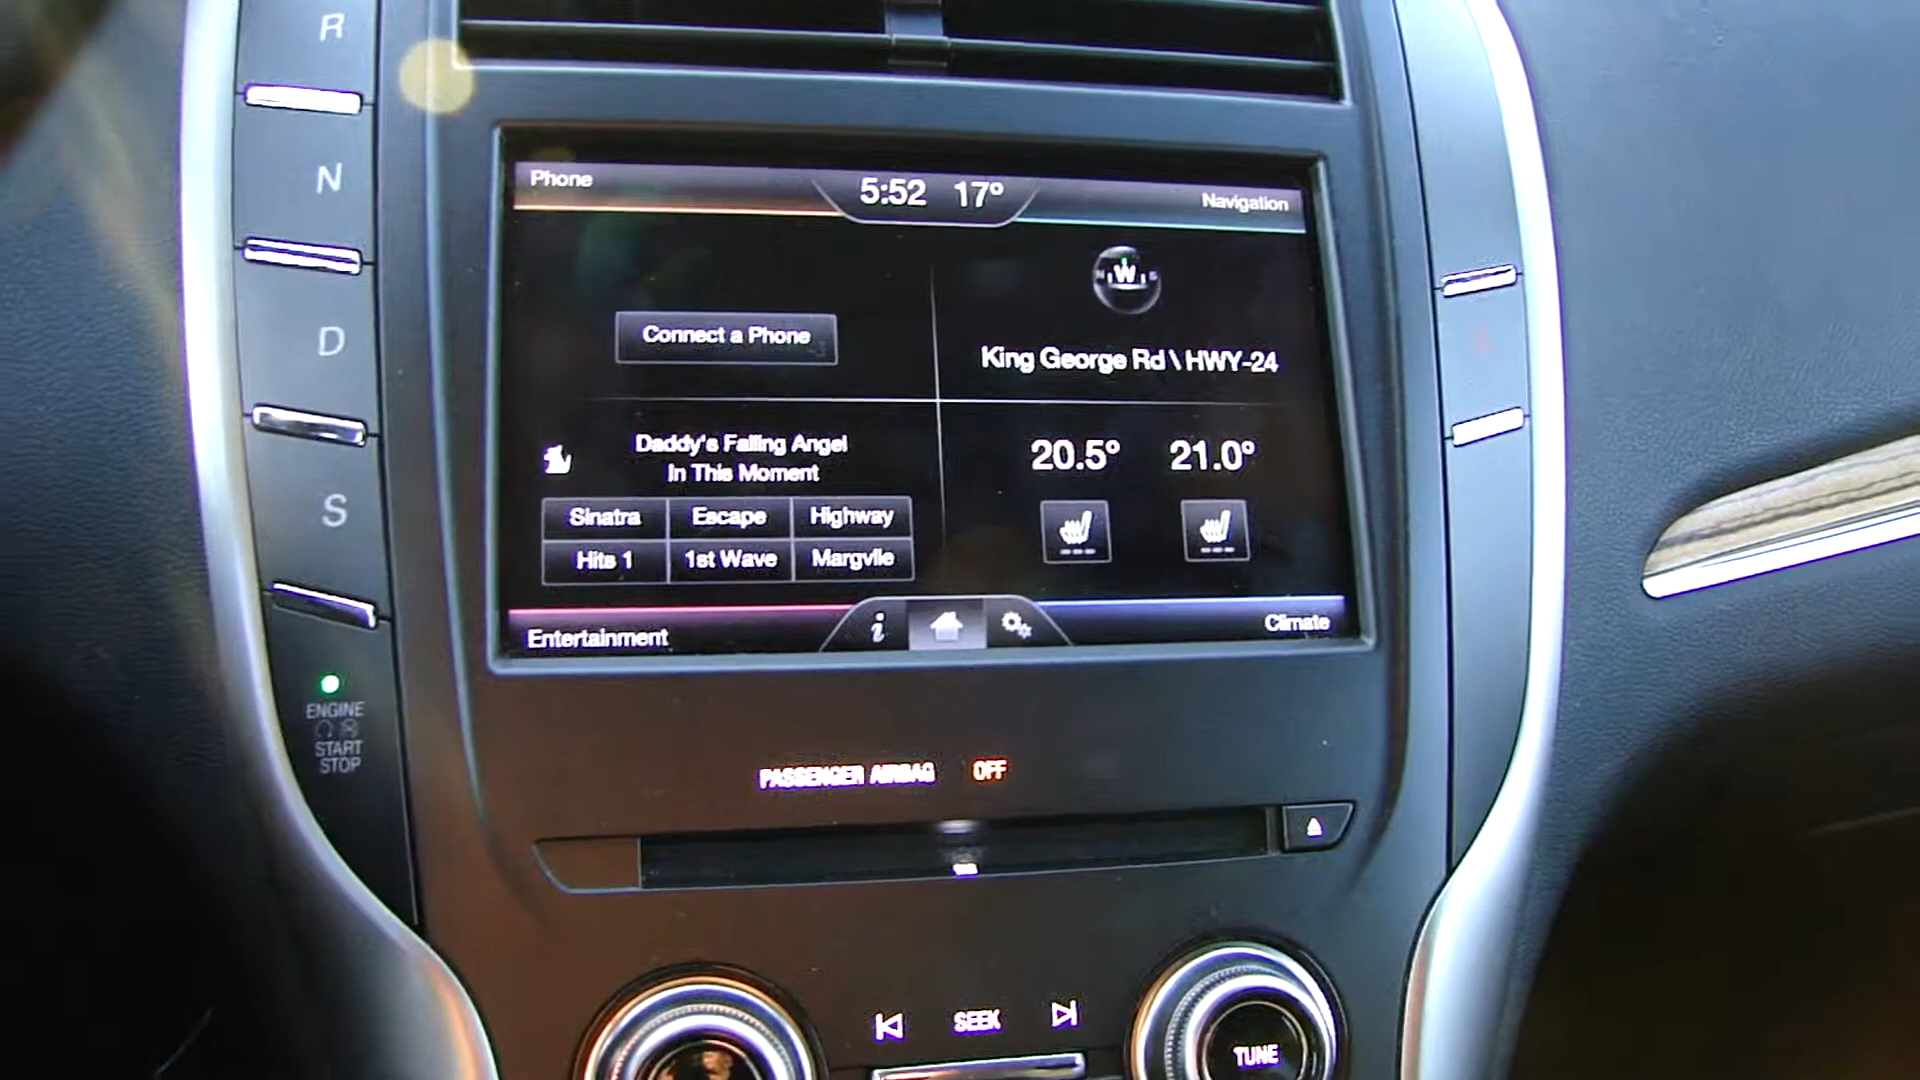 R
N
D
S
ENGINE
START
STOP
Phone
5:52 17°
Navigation
N W S
Connect a Phone
King George Rd \ HWY-24
Daddy's Falling Angel
In This Moment
20.5° 21.0°
Sinatra Escape Highway
Hits 1 1st Wave Margvlle
Entertainment
i
Climate
PASSENGER AIRBAG OFF
SEEK
TUNE